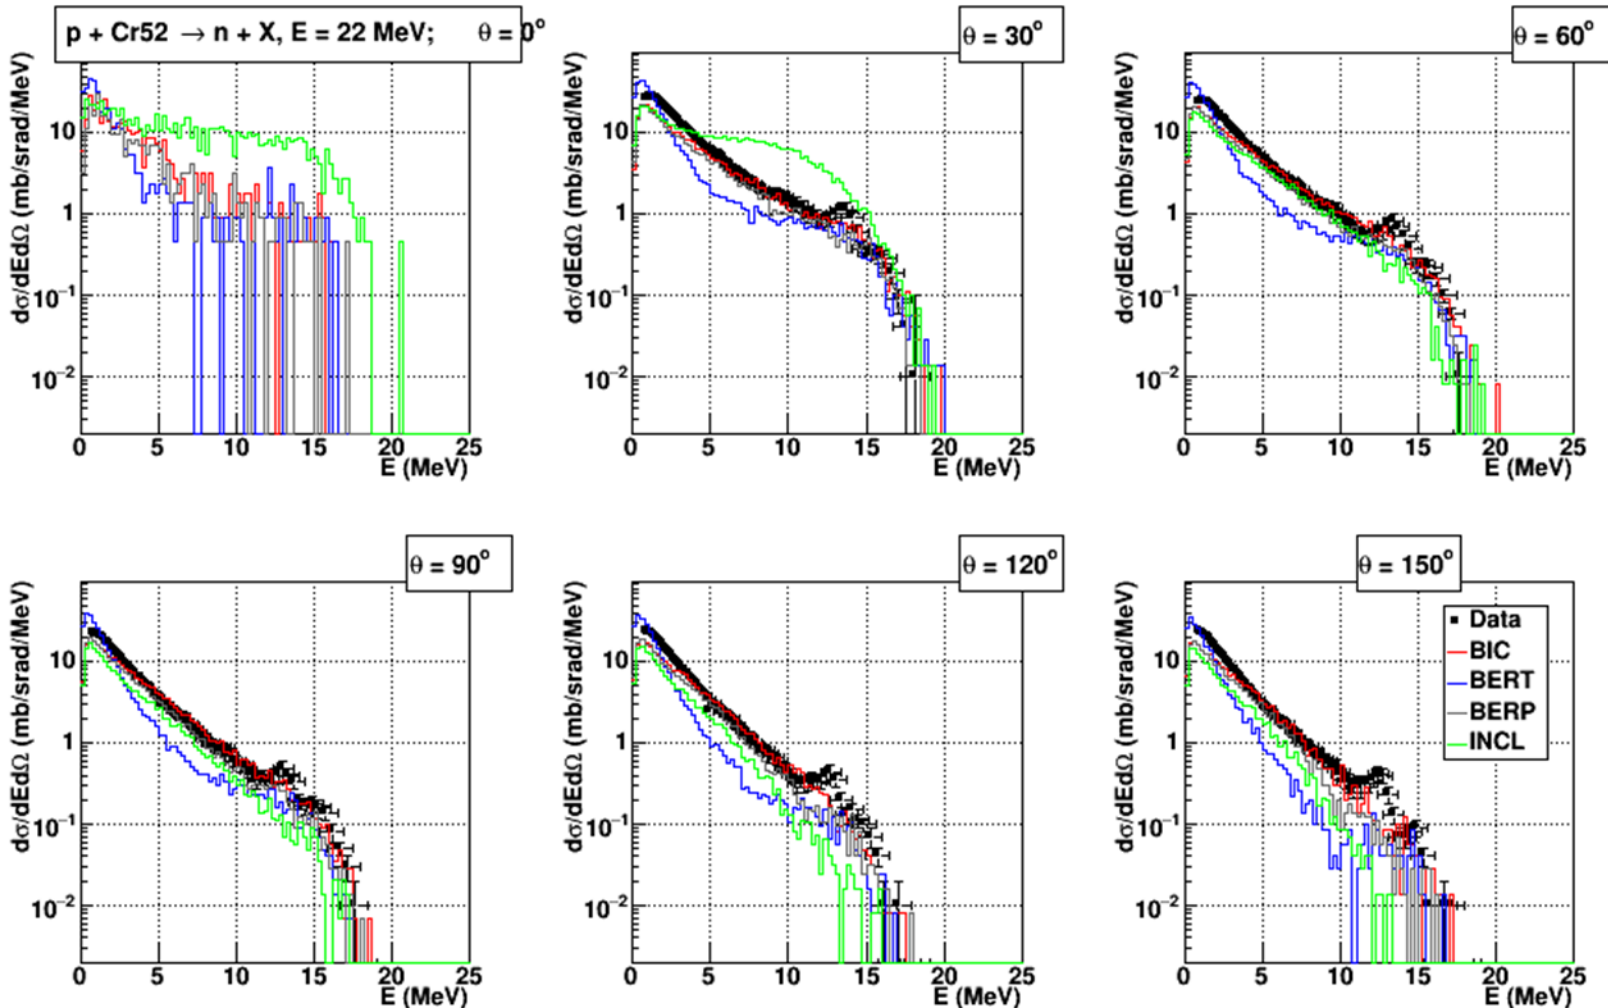 p + Cr52 → n + X, E = 22 MeV; θ = 0°
dσ/dEdΩ (mb/srad/MeV)
10
1
10⁻¹
10⁻²
0 5 10 15 20 25
E (MeV)
θ = 30°
dσ/dEdΩ (mb/srad/MeV)
10
1
10⁻¹
10⁻²
0 5 10 15 20 25
E (MeV)
θ = 60°
dσ/dEdΩ (mb/srad/MeV)
10
1
10⁻¹
10⁻²
0 5 10 15 20 25
E (MeV)
θ = 90°
dσ/dEdΩ (mb/srad/MeV)
10
1
10⁻¹
10⁻²
0 5 10 15 20 25
E (MeV)
θ = 120°
dσ/dEdΩ (mb/srad/MeV)
10
1
10⁻¹
10⁻²
0 5 10 15 20 25
E (MeV)
θ = 150°
dσ/dEdΩ (mb/srad/MeV)
10
1
10⁻¹
10⁻²
0 5 10 15 20 25
E (MeV)
Data
BIC
BERT
BERP
INCL